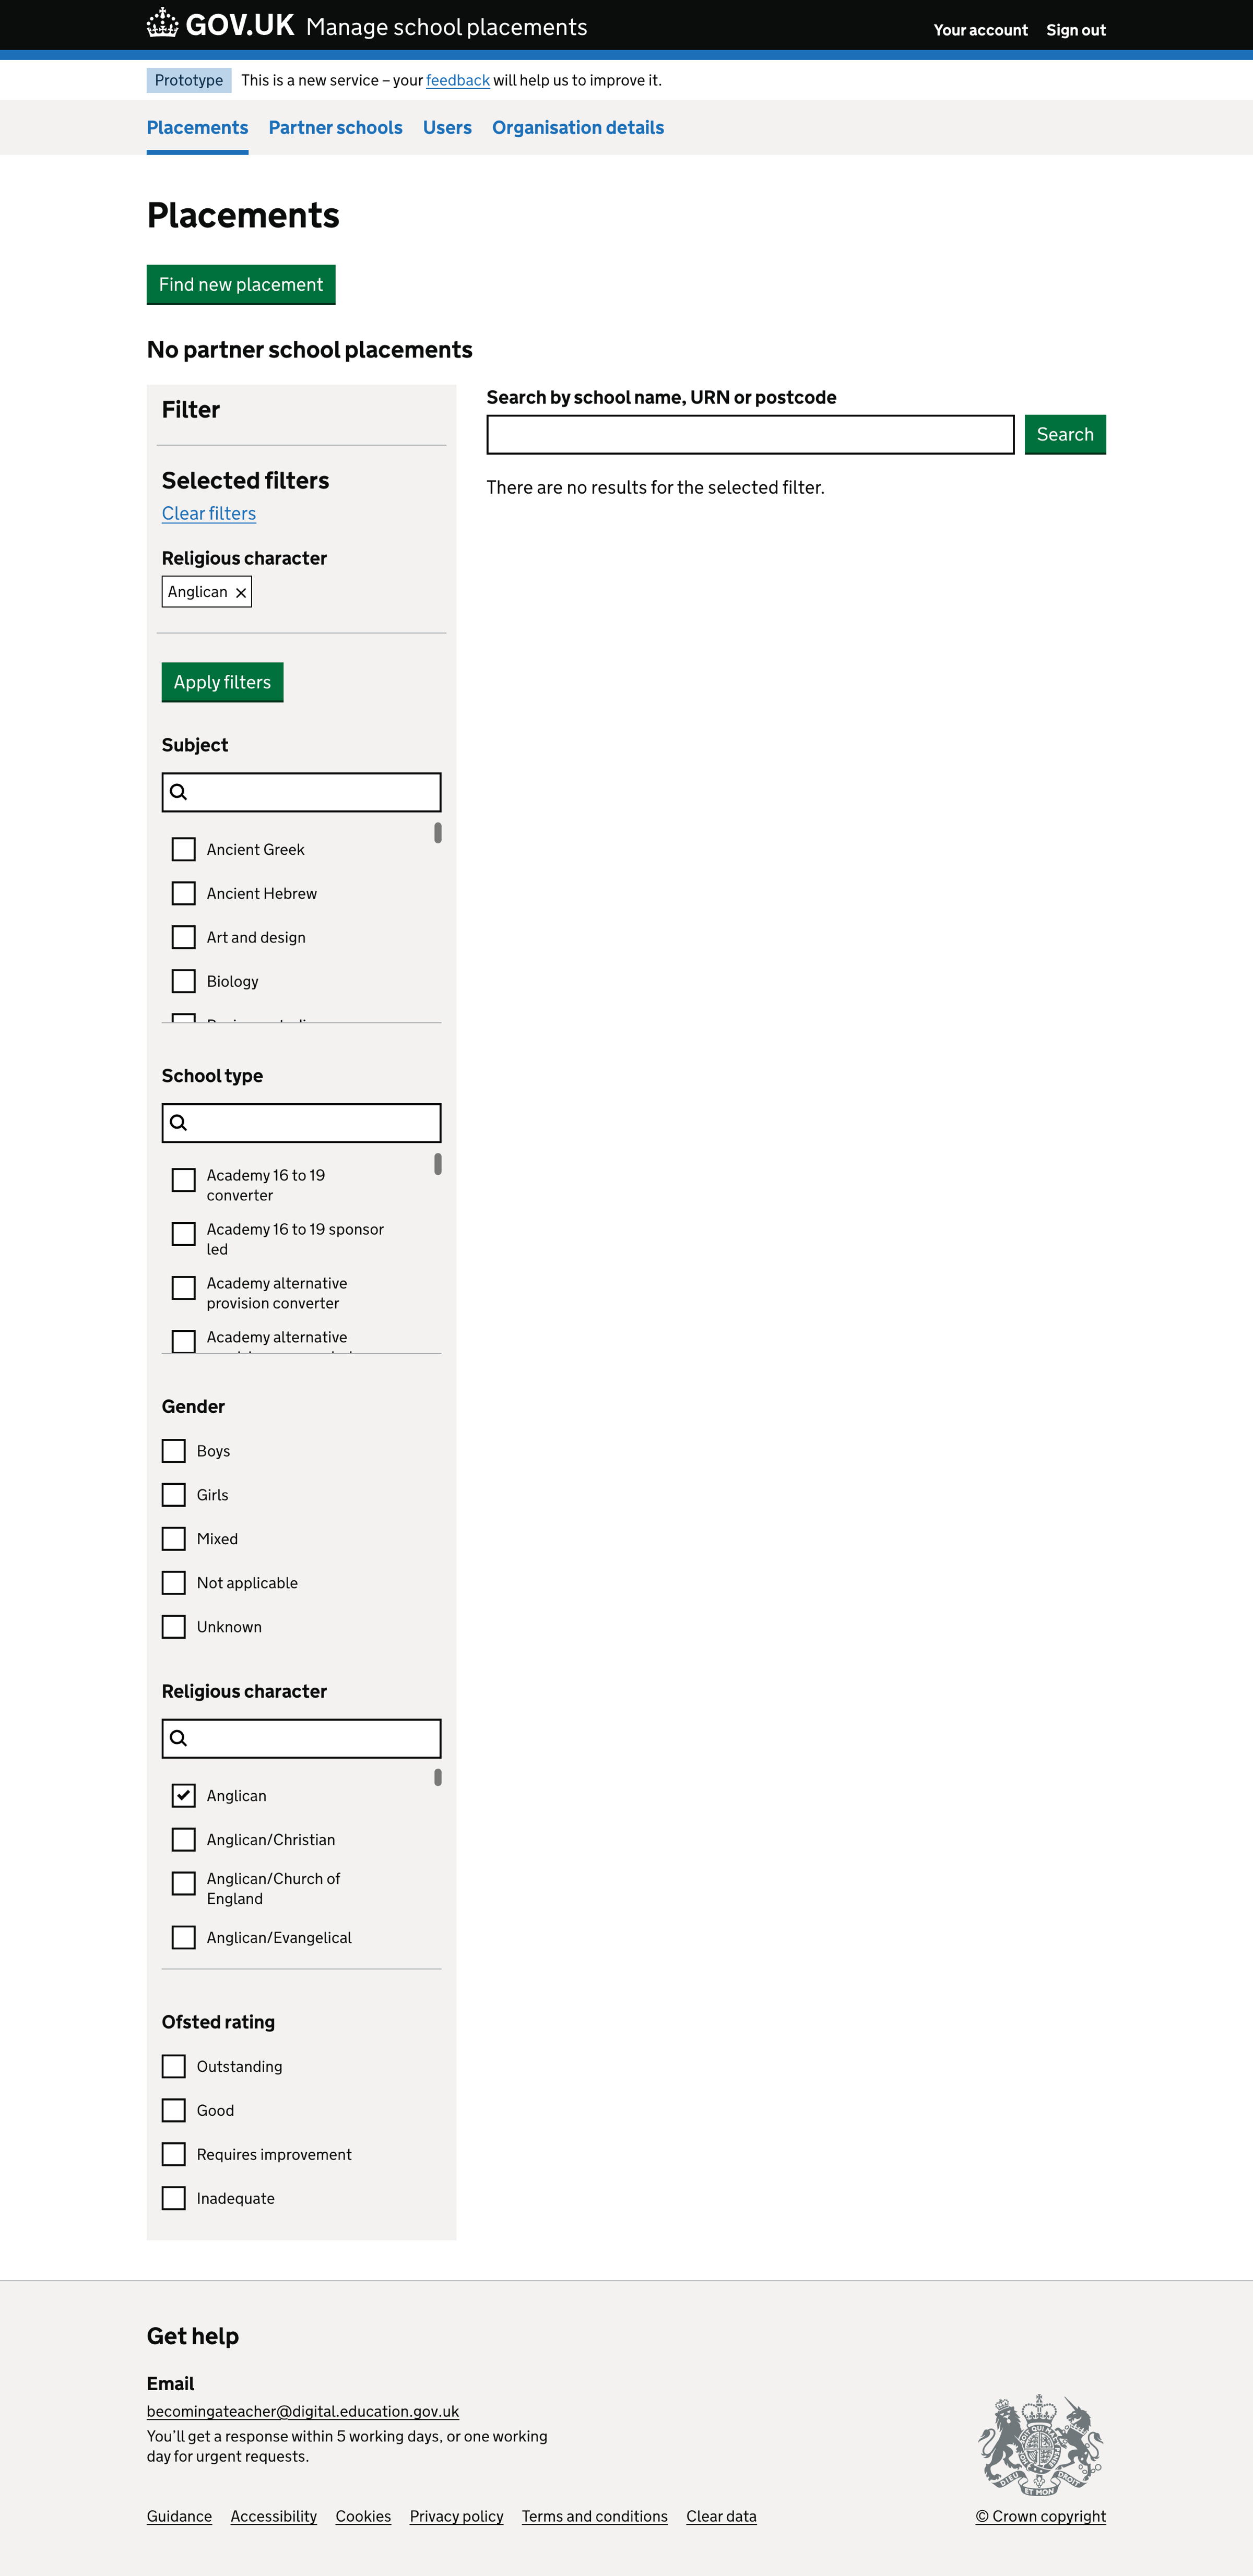 GOV.UK Manage school placements
Your account Sign out
Prototype This is a new service – your feedback will help us to improve it.
Placements Partner schools Users Organisation details
Placements
Find new placement
No partner school placements
Filter
Selected filters
Clear filters
Religious character
Anglican
Apply filters
Subject
Ancient Greek
Ancient Hebrew
Art and design
Biology
School type
Academy 16 to 19
converter
Academy 16 to 19 sponsor
led
Academy alternative
provision converter
Academy alternative
Gender
Boys
Girls
Mixed
Not applicable
Unknown
Religious character
Anglican
Anglican/Christian
Anglican/Church of
England
Anglican/Evangelical
Ofsted rating
Outstanding
Good
Requires improvement
Inadequate
Search by school name, URN or postcode
Search
There are no results for the selected filter.
Get help
Email
becomingateacher@digital.education.gov.uk
You’ll get a response within 5 working days, or one working
day for urgent requests.
Guidance Accessibility Cookies Privacy policy Terms and conditions Clear data
DIEU ET MON DROIT
© Crown copyright